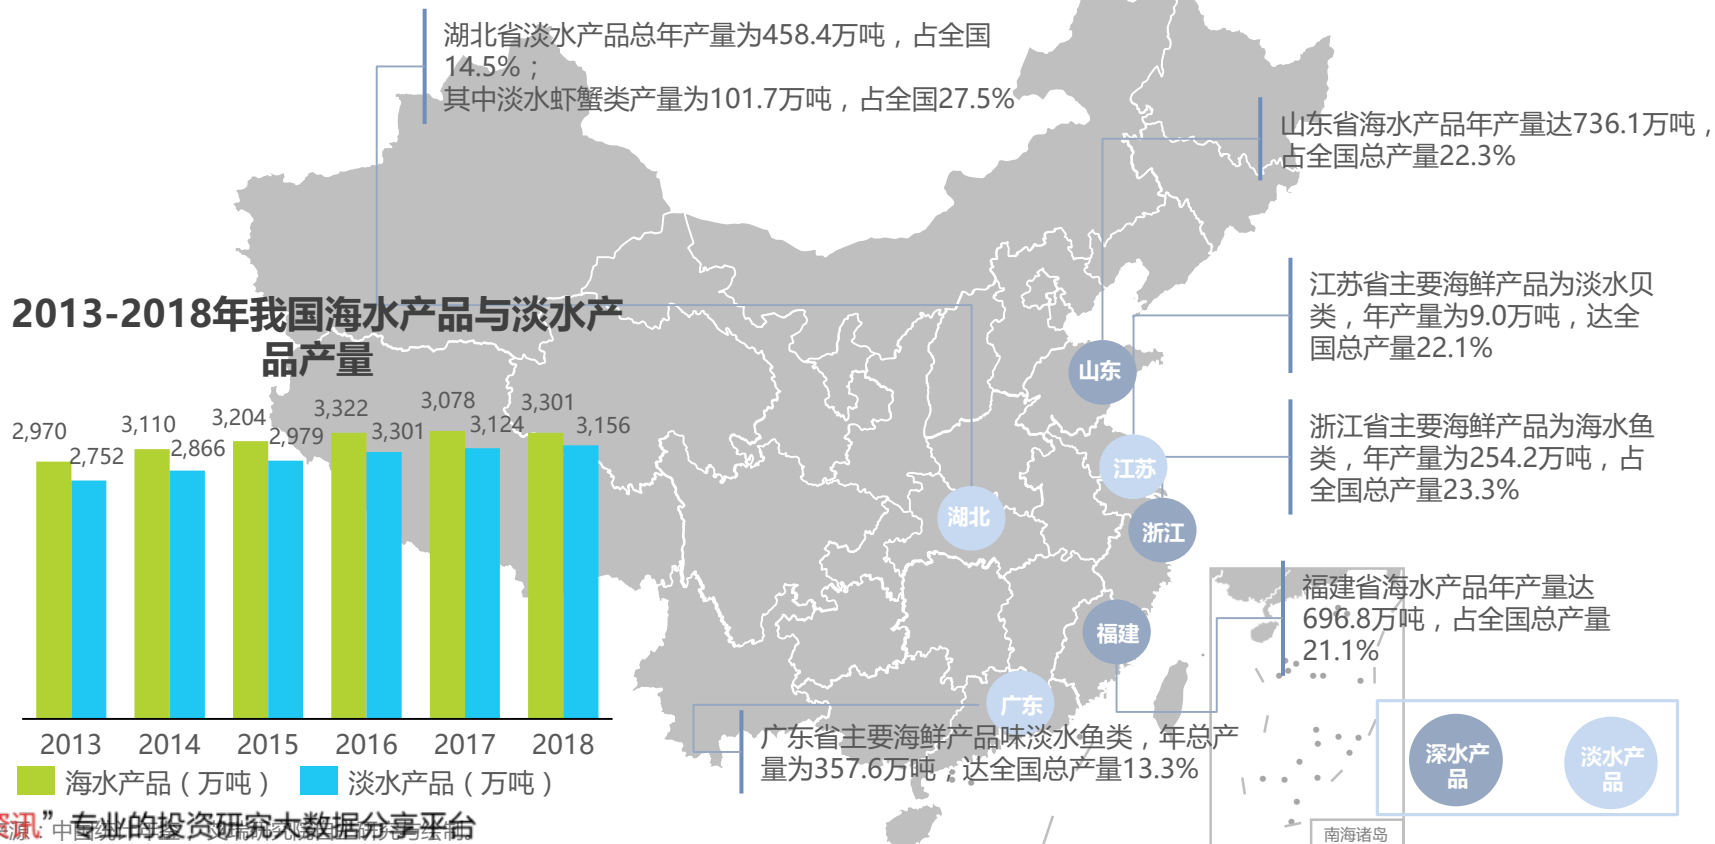 湖北省淡水产品总年产量为458.4万吨，占全国
14.5%；
其中淡水虾蟹类产量为101.7万吨，占全国27.5%
山东省海水产品年产量达736.1万吨，
占全国总产量22.3%
江苏省主要海鲜产品为淡水贝
类，年产量为9.0万吨，达全
国总产量22.1%
浙江省主要海鲜产品为海水鱼
类，年产量为254.2万吨，占
全国总产量23.3%
福建省海水产品年产量达
696.8万吨，占全国总产量
21.1%
广东省主要海鲜产品味淡水鱼类，年总产
量为357.6万吨，达全国总产量13.3%
山东
江苏
湖北
浙江
福建
广东
2013-2018年我国海水产品与淡水产
品产量
2,970
2,752
3,110
2,866
3,204
2,979
3,322
3,301
3,078
3,124
3,301
3,156
2013 2014 2015 2016 2017 2018
海水产品（万吨） 淡水产品（万吨）
深水产
品
淡水产
品
南海诸岛
资讯” 专业的投资研究大数据分享平台